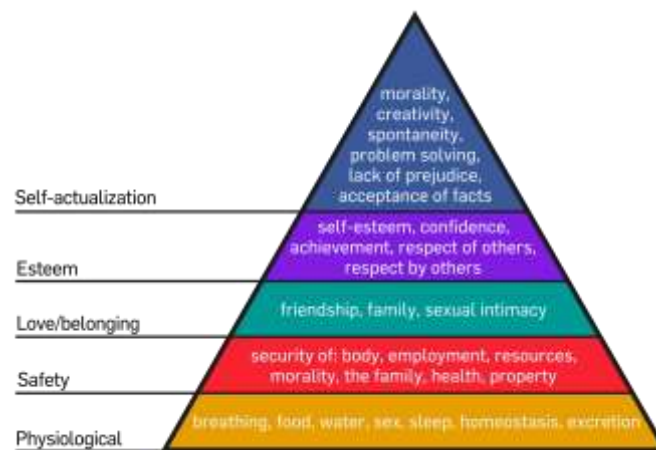 morality,
creativity,
spontaneity,
problem solving,
lack of prejudice,
acceptance of facts
Self-actualization
self-esteem, confidence,
achievement, respect of others,
respect by others
Esteem
friendship, family, sexual intimacy
Love/belonging
security of: body, employment, resources,
morality, the family, health, property
Safety
breathing, food, water, sex, sleep, homeostasis, excretion
Physiological